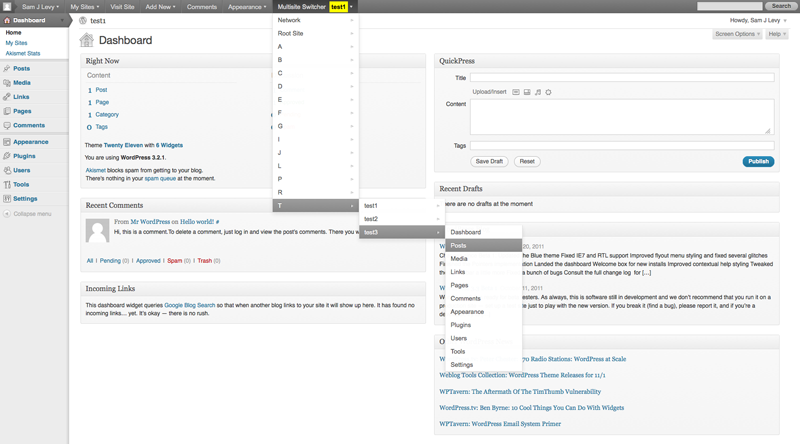 Sam J Levy My Sites Visit Site Add New Comments Appearance Multisite Switcher test1 Search
Dashboard
test1
Howdy, Sam J Levy
Screen Options Help
Home
My Sites
Akismet Stats
Posts
Media
Links
Pages
Comments
Appearance
Plugins
Users
Tools
Settings
Collapse menu
Dashboard
Network
Root Site
A
B
C
D
E
F
G
I
J
L
P
R
T
test1
test2
test3
Dashboard
Posts
Media
Links
Pages
Comments
Appearance
Plugins
Users
Tools
Settings
Right Now
Content
1 Post
1 Page
1 Category
0 Tags
Theme Twenty Eleven with 6 Widgets
You are using WordPress 3.2.1.
Akismet blocks spam from getting to your blog.
There's nothing in your spam queue at the moment.
Recent Comments
From Mr WordPress on Hello world! #
Hi, this is a comment.To delete a comment, just log in and view the post's comments. There you w
All | Pending (0) | Approved | Spam (0) | Trash (0)
Incoming Links
This dashboard widget queries Google Blog Search so that when another blog links to your site it will show up here. It has found no
incoming links… yet. It's okay — there is no rush.
QuickPress
Title
Upload/Insert
Content
Tags
Save Draft Reset Publish
Recent Drafts
here are no drafts at the moment
20, 2011
the Blue theme Fixed IE7 and RTL support Improved flyout menu styling and fixed several glitches
Landed the dashboard Welcome box for new installs Improved contextual help styling Tweaked
a bunch of bugs Consult the full change log for […]
, 2011
testers. As always, this is software still in development and we don't recommend that you run it on a
just to play with the new version. If you break it (find a bug), please report it, and if you're a
70 Radio Stations: WordPress at Scale
Weblog Tools Collection: WordPress Theme Releases for 11/1
WPTavern: The Aftermath Of The TimThumb Vulnerability
WordPress.tv: Ben Byrne: 10 Cool Things You Can Do With Widgets
WPTavern: WordPress Email System Primer